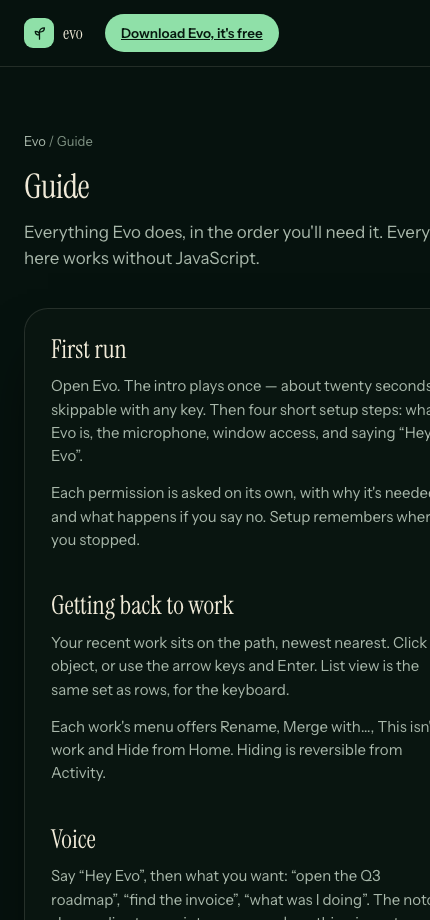 evo
Download Evo, it's free
Evo / Guide
Guide
Everything Evo does, in the order you'll need it. Every
here works without JavaScript.
First run
Open Evo. The intro plays once — about twenty seconds
skippable with any key. Then four short setup steps:
Evo is, the microphone, window access, and saying “Hey
Evo”.
Each permission is asked on its own, with why it's
and what happens if you say no. Setup remembers
you stopped.
Getting back to work
Your recent work sits on the path, newest nearest. Click
object, or use the arrow keys and Enter. List view is the
same set as rows, for the keyboard.
Each work's menu offers Rename, Merge with…, This
work and Hide from Home. Hiding is reversible from
Activity.
Voice
Say “Hey Evo”, then what you want: “open the Q3
roadmap”, “find the invoice”, “what was I doing”. The